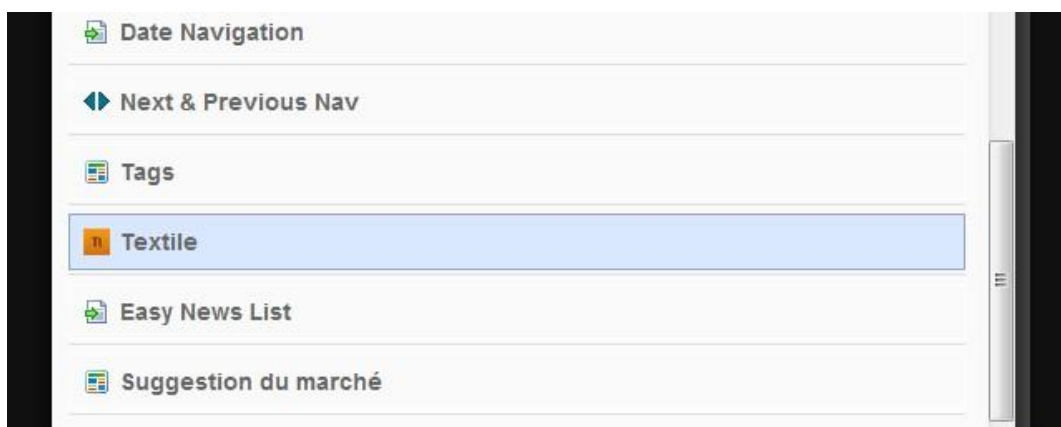 Date Navigation
Next & Previous Nav
Tags
Textile
Easy News List
Suggestion du marché